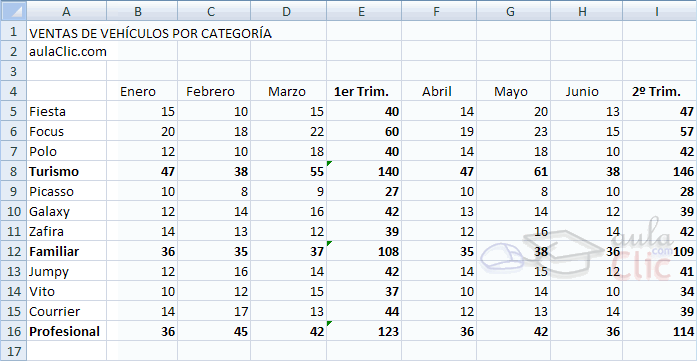 A B C D E F G H I
1 VENTAS DE VEHÍCULOS POR CATEGORÍA
2 aulaClic.com
3
4 Enero Febrero Marzo 1er Trim. Abril Mayo Junio 2º Trim.
5 Fiesta 15 10 15 40 14 20 13 47
6 Focus 20 18 22 60 19 23 15 57
7 Polo 12 10 18 40 14 18 10 42
8 Turismo 47 38 55 140 47 61 38 146
9 Picasso 10 8 9 27 10 8 10 28
10 Galaxy 12 14 16 42 13 14 12 39
11 Zafira 14 13 12 39 12 16 14 42
12 Familiar 36 35 37 108 35 38 36 109
13 Jumpy 12 16 14 42 14 15 12 41
14 Vito 10 12 15 37 10 14 10 34
15 Courrier 14 17 13 44 12 13 14 39
16 Profesional 36 45 42 123 36 42 36 114
17
aula
.com
Clic